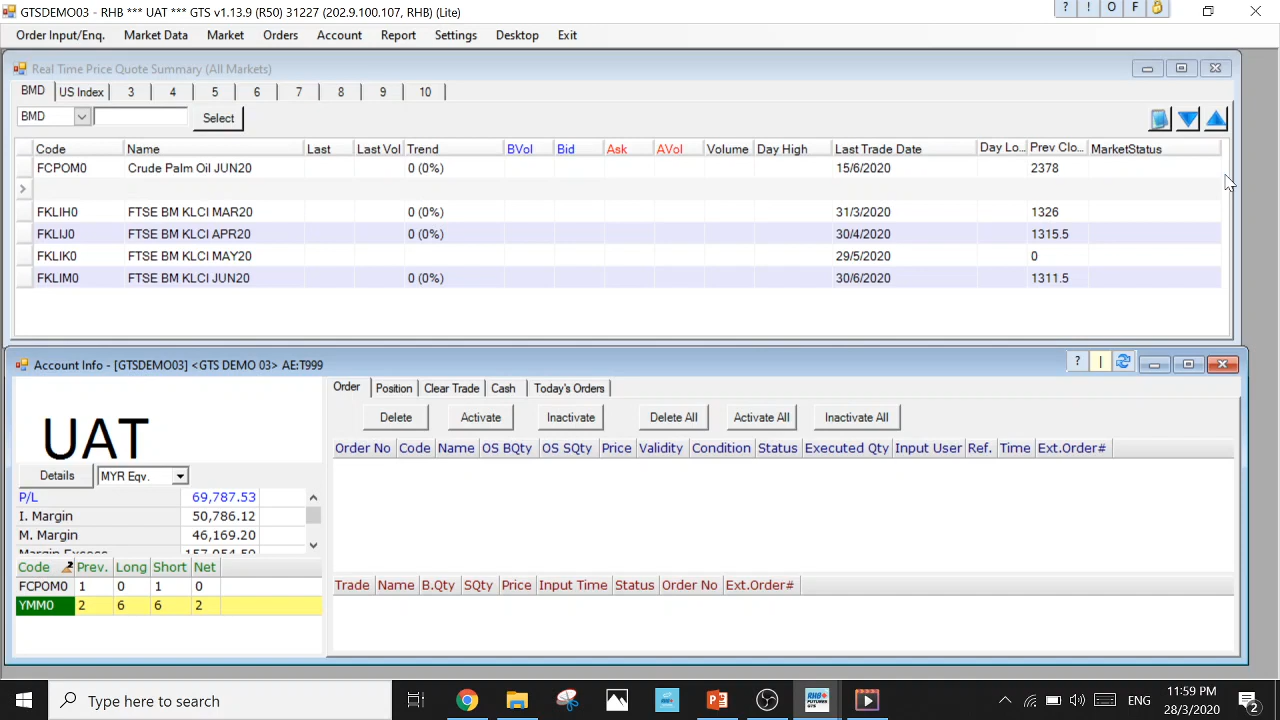 GTSDEMO03 - RHB *** UAT *** GTS v1.13.9 (R50) 31227 (202.9.100.107, RHB) (Lite)
? ! O F
Order Input/Enq. Market Data Market Orders Account Report Settings Desktop Exit
Real Time Price Quote Summary (All Markets)
BMD US Index 3 4 5 6 7 8 9 10
BMD Select
Code Name Last Last Vol Trend BVol Bid Ask AVol Volume Day High Last Trade Date Day Lo... Prev Clo... MarketStatus
FCPOM0 Crude Palm Oil JUN20 0 (0%) 15/6/2020 2378
FKLIH0 FTSE BM KLCI MAR20 0 (0%) 31/3/2020 1326
FKLIJ0 FTSE BM KLCI APR20 0 (0%) 30/4/2020 1315.5
FKLIK0 FTSE BM KLCI MAY20 29/5/2020 0
FKLIM0 FTSE BM KLCI JUN20 0 (0%) 30/6/2020 1311.5
Account Info - [GTSDEMO03] <GTS DEMO 03> AE:T999
? |
Order Position Clear Trade Cash Today's Orders
UAT
Delete Activate Inactivate Delete All Activate All Inactivate All
Order No Code Name OS BQty OS SQty Price Validity Condition Status Executed Qty Input User Ref. Time Ext.Order#
Details MYR Eqv.
P/L 69,787.53
I. Margin 50,786.12
M. Margin 46,169.20
Margin Excess 157,054.50
Code Prev. Long Short Net
FCPOM0 1 0 1 0
YMM0 2 6 6 2
Trade Name B.Qty SQty Price Input Time Status Order No Ext.Order#
Type here to search
RHB FUTURES GTS
ENG
11:59 PM
28/3/2020
2